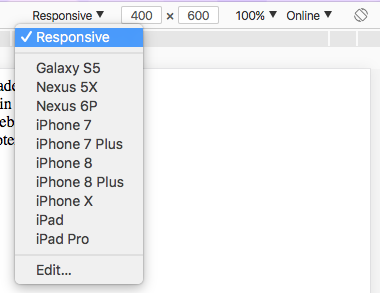 Responsive ▼ 400 × 600 100% ▼ Online ▼
✓ Responsive
Galaxy S5
Nexus 5X
Nexus 6P
iPhone 7
iPhone 7 Plus
iPhone 8
iPhone 8 Plus
iPhone X
iPad
iPad Pro
Edit...